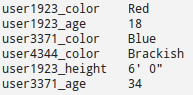 user1923_color    Red
user1923_age      18
user3371_color    Blue
user4344_color    Brackish
user1923_height   6' 0"
user3371_age      34